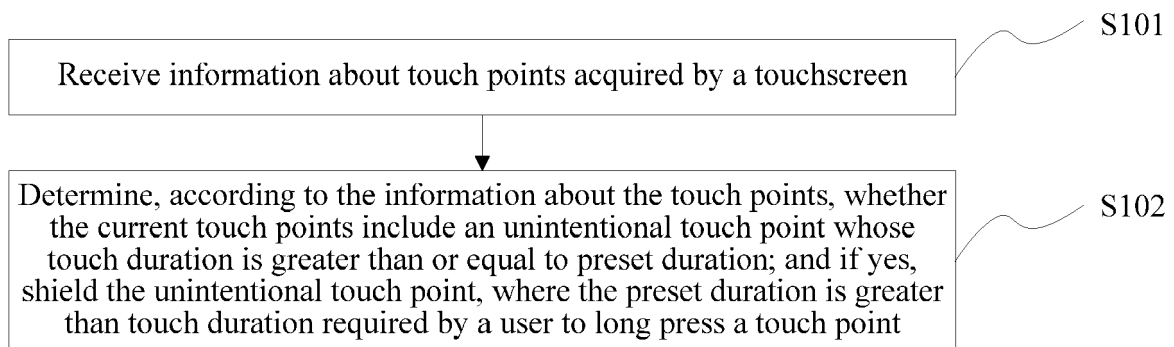 S101
Receive information about touch points acquired by a touchscreen
Determine, according to the information about the touch points, whether
the current touch points include an unintentional touch point whose
touch duration is greater than or equal to preset duration; and if yes,
shield the unintentional touch point, where the preset duration is greater
than touch duration required by a user to long press a touch point
S102